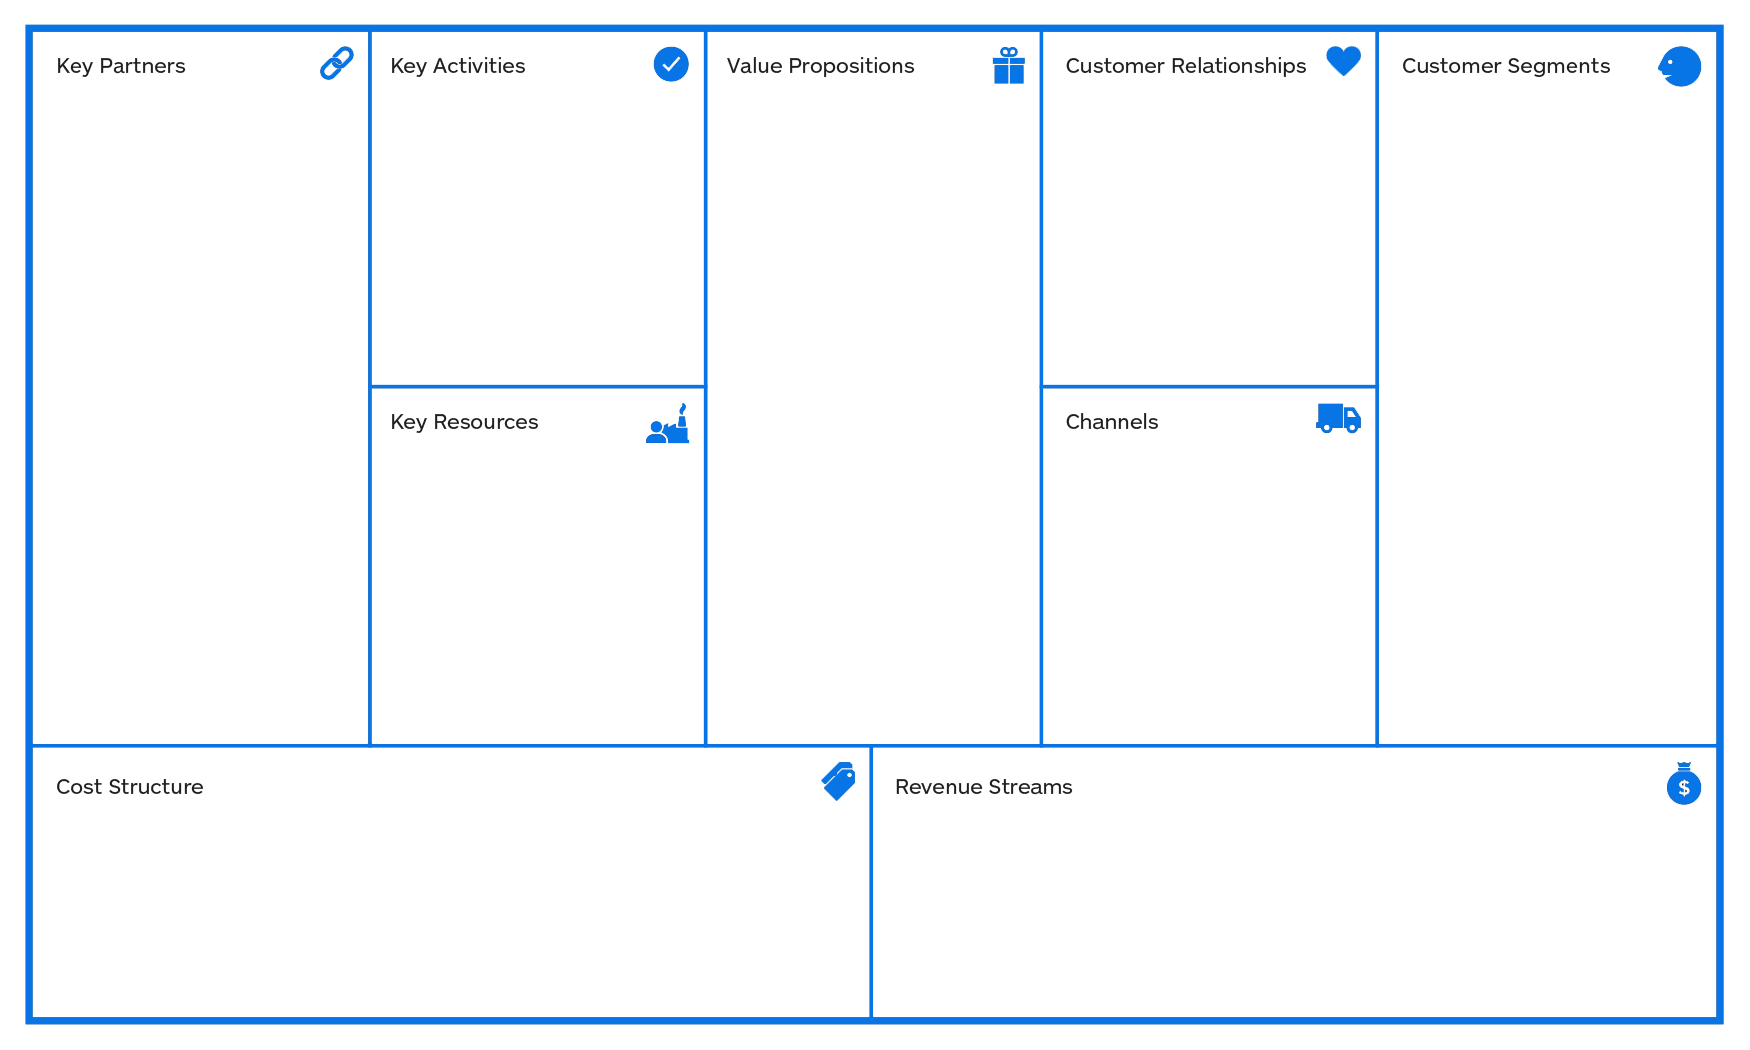 Key Partners
Key Activities
Value Propositions
Customer Relationships
Customer Segments
Key Resources
Channels
Cost Structure
Revenue Streams
$